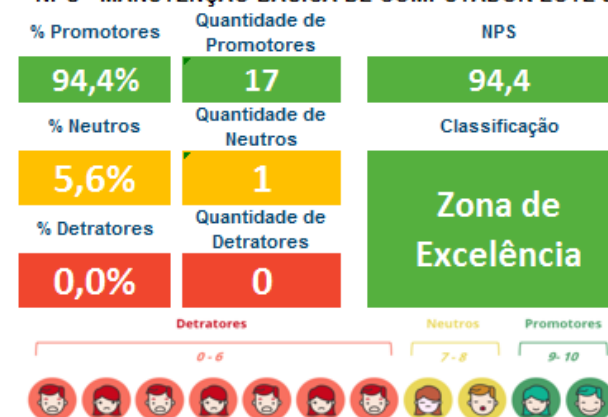 % Promotores
Quantidade de
Promotores
NPS
94,4%
17
94,4
% Neutros
Quantidade de
Neutros
Classificação
5,6%
1
Zona de
Excelência
% Detratores
Quantidade de
Detratores
0,0%
0
Detratores
Neutros
Promotores
0 - 6
7 - 8
9- 10